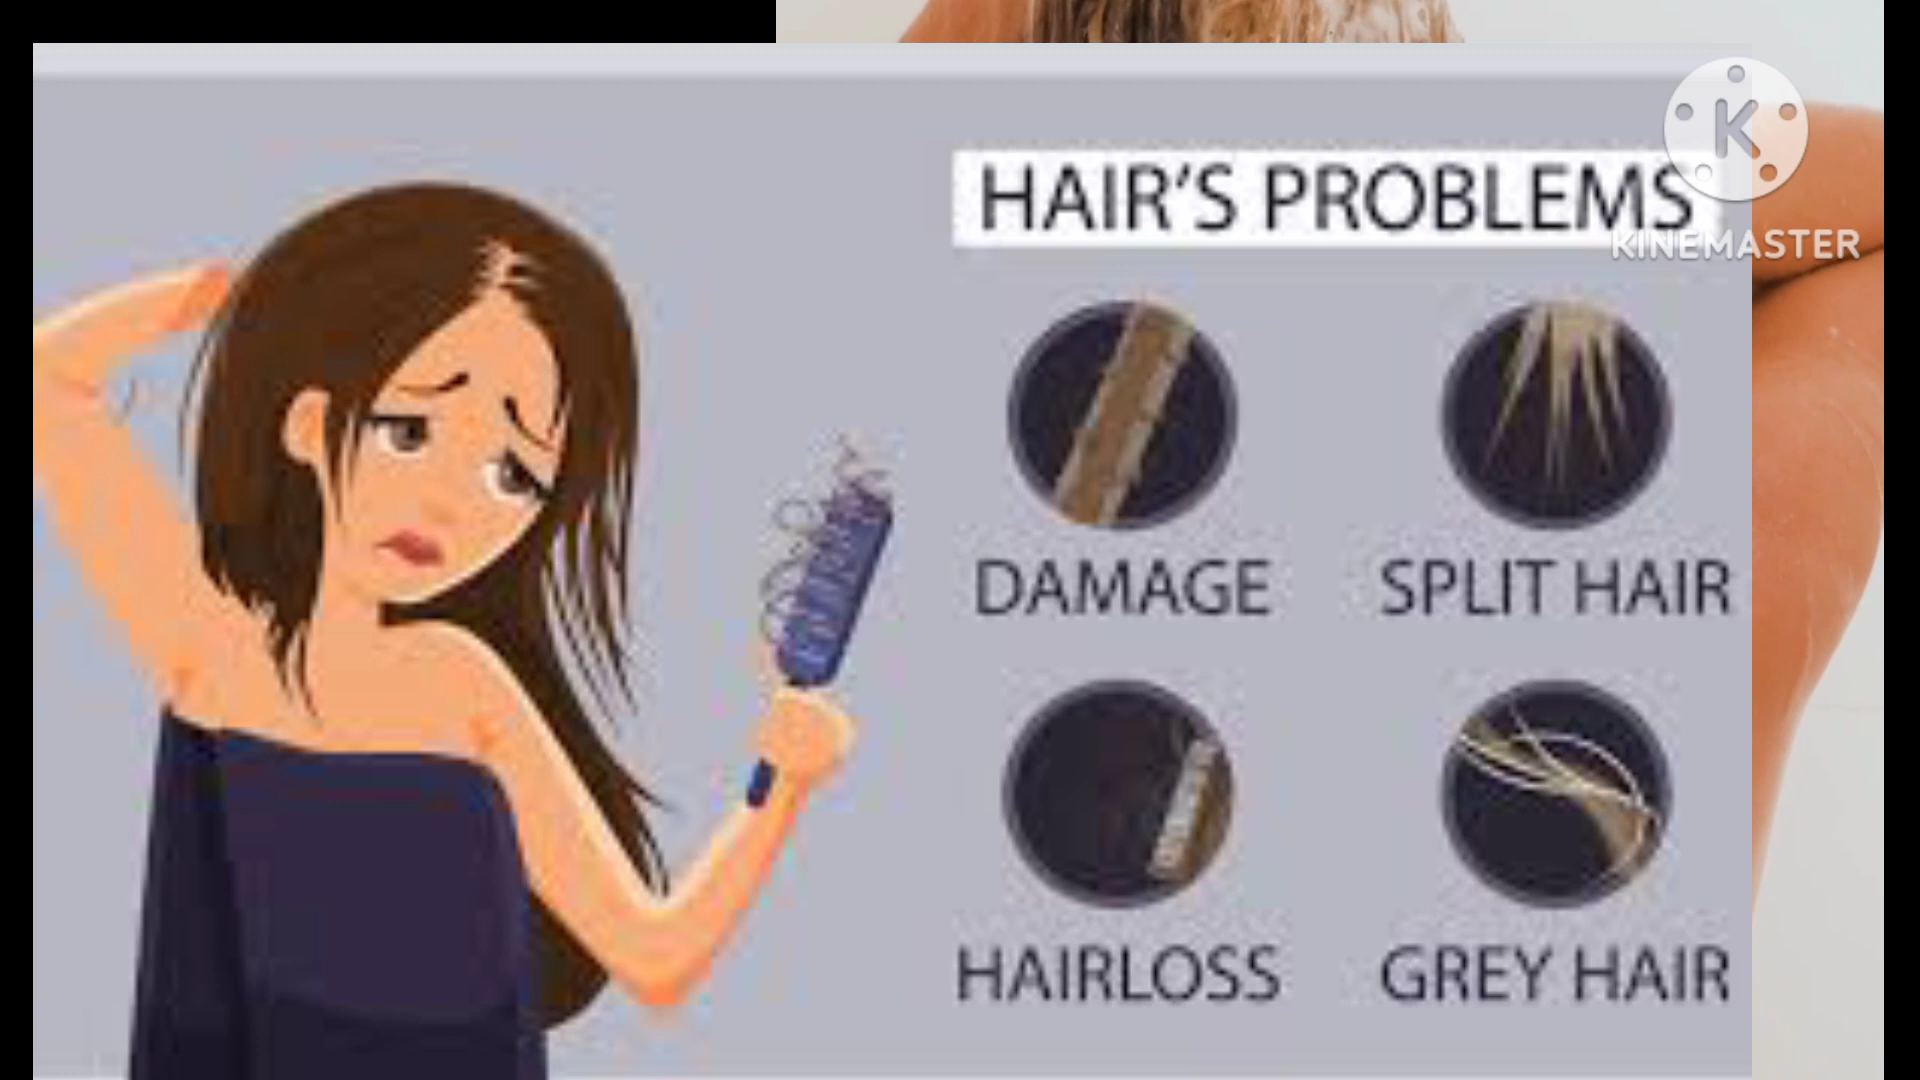 HAIR'S PROBLEMS
K
KINEMASTER
DAMAGE
SPLIT HAIR
HAIRLOSS
GREY HAIR